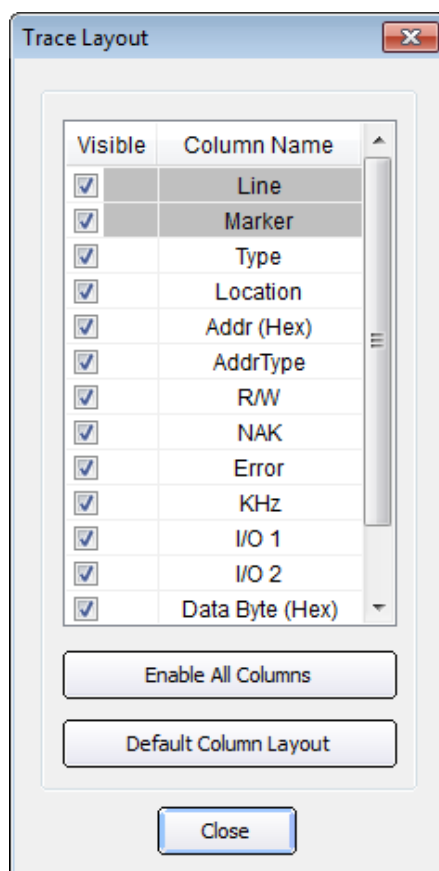 Trace Layout
Visible Column Name
Line
Marker
Type
Location
Addr (Hex)
AddrType
R/W
NAK
Error
KHz
I/O 1
I/O 2
Data Byte (Hex)
Enable All Columns
Default Column Layout
Close